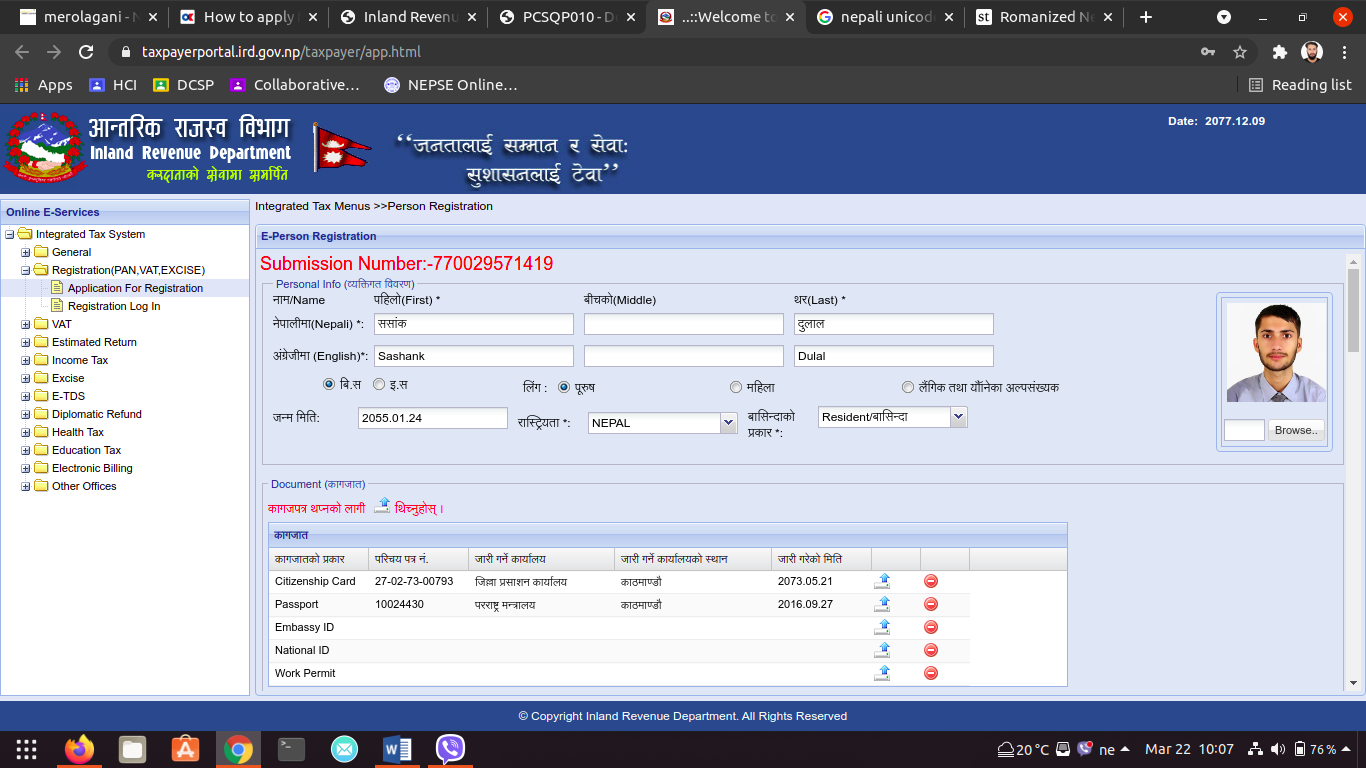 merolagani - N
How to apply
Inland Revenu
PCSQP010 - D
..::Welcome to
nepali unicod
Romanized Ne
taxpayerportal.ird.gov.np/taxpayer/app.html
Apps
HCI
DCSP
Collaborative…
NEPSE Online…
Reading list
आन्तरिक राजस्व विभाग
Inland Revenue Department
करदाताको सेवामा समर्पित
“जनतालाई सम्मान र सेवाः
सुशासनलाई टेवा”
Date: 2077.12.09
Online E-Services
Integrated Tax System
General
Registration(PAN,VAT,EXCISE)
Application For Registration
Registration Log In
VAT
Estimated Return
Income Tax
Excise
E-TDS
Diplomatic Refund
Health Tax
Education Tax
Electronic Billing
Other Offices
Integrated Tax Menus >>Person Registration
E-Person Registration
Submission Number:-770029571419
Personal Info (व्यक्तिगत विवरण)
नाम/Name पहिलो(First) * बीचको(Middle) थर(Last) *
नेपालीमा(Nepali) *: ससांक दुलाल
अंग्रेजीमा (English)*: Sashank Dulal
बि.स इ.स लिंग : पूरूष महिला लैंगिक तथा यौंनिका अल्पसंख्यक
जन्म मिति: 2055.01.24 रास्ट्रियता *: NEPAL बासिन्दाको प्रकार *: Resident/बासिन्दा
Browse..
Document (कागजात)
कागजपत्र थप्नको लागी थिच्नुहोस् ।
कागजात
कागजातको प्रकार परिचय पत्र नं. जारी गर्ने कार्यालय जारी गर्ने कार्यालयको स्थान जारी गरेको मिति
Citizenship Card 27-02-73-00793 जिल्ला प्रसाशन कार्यालय काठमाण्डौ 2073.05.21
Passport 10024430 परराष्ट्र मन्त्रालय काठमाण्डौ 2016.09.27
Embassy ID
National ID
Work Permit
© Copyright Inland Revenue Department. All Rights Reserved
20 °C
ne
Mar 22 10:07
76 %